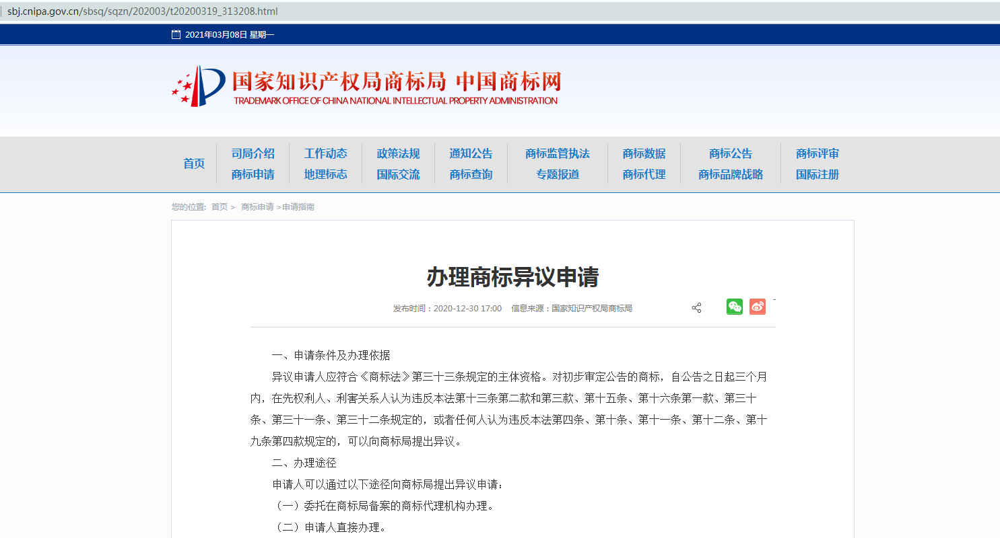 sbj.cnipa.gov.cn/sbsq/sqzn/202003/t20200319_313208.html
2021年03月08日 星期一
国家知识产权局商标局 中国商标网
TRADEMARK OFFICE OF CHINA NATIONAL INTELLECTUAL PROPERTY ADMINISTRATION
首页 司局介绍 工作动态 政策法规 通知公告 商标监管执法 商标数据 商标公告 商标评审
商标申请 地理标志 国际交流 商标查询 专题报道 商标代理 商标品牌战略 国际注册
您的位置: 首页 > 商标申请 >申请指南
办理商标异议申请
发布时间：2020-12-30 17:00 信息来源：国家知识产权局商标局
一、申请条件及办理依据
异议申请人应符合《商标法》第三十三条规定的主体资格。对初步审定公告的商标，自公告之日起三个月
内，在先权利人、利害关系人认为违反本法第十三条第二款和第三款、第十五条、第十六条第一款、第三十
条、第三十一条、第三十二条规定的，或者任何人认为违反本法第四条、第十条、第十一条、第十二条、第十
九条第四款规定的，可以向商标局提出异议。
二、办理途径
申请人可以通过以下途径向商标局提出异议申请：
（一）委托在商标局备案的商标代理机构办理。
（二）申请人直接办理。